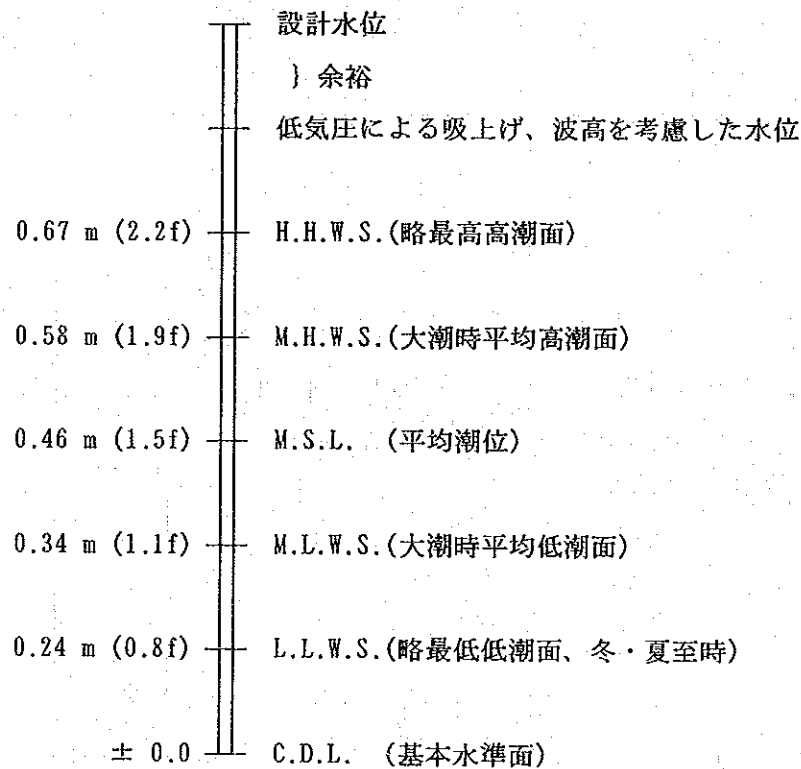 設計水位
} 余裕
低気圧による吸上げ、波高を考慮した水位
0.67 m (2.2f) H.H.W.S.(略最高高潮面)
0.58 m (1.9f) M.H.W.S.(大潮時平均高潮面)
0.46 m (1.5f) M.S.L. (平均潮位)
0.34 m (1.1f) M.L.W.S.(大潮時平均低潮面)
0.24 m (0.8f) L.L.W.S.(略最低低潮面、冬・夏至時)
± 0.0 C.D.L. (基本水準面)